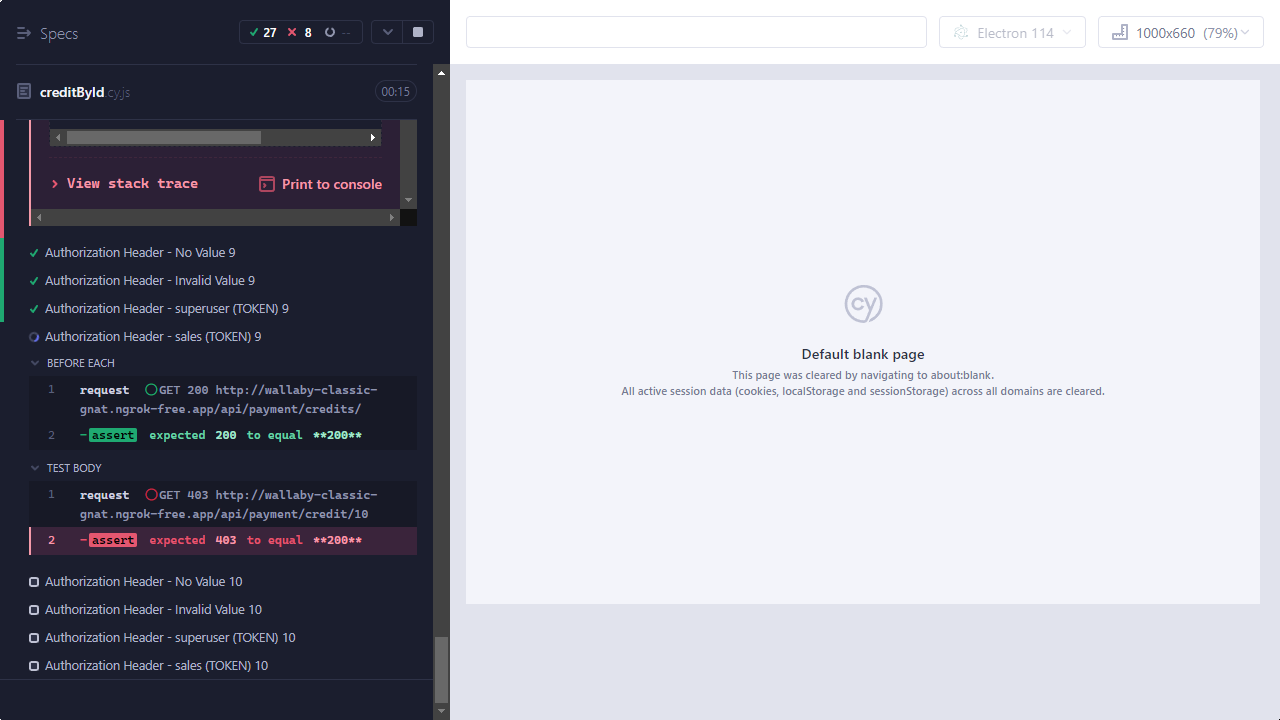 Specs
27 8 --
Electron 114
1000x660 (79%)
creditById.cy.js
00:15
View stack trace
Print to console
Authorization Header - No Value 9
Authorization Header - Invalid Value 9
Authorization Header - superuser (TOKEN) 9
Authorization Header - sales (TOKEN) 9
BEFORE EACH
1 request GET 200 http://wallaby-classic-
gnat.ngrok-free.app/api/payment/credits/
2 -assert expected 200 to equal **200**
TEST BODY
1 request GET 403 http://wallaby-classic-
gnat.ngrok-free.app/api/payment/credit/10
2 -assert expected 403 to equal **200**
Authorization Header - No Value 10
Authorization Header - Invalid Value 10
Authorization Header - superuser (TOKEN) 10
Authorization Header - sales (TOKEN) 10
cy
Default blank page
This page was cleared by navigating to about:blank.
All active session data (cookies, localStorage and sessionStorage) across all domains are cleared.